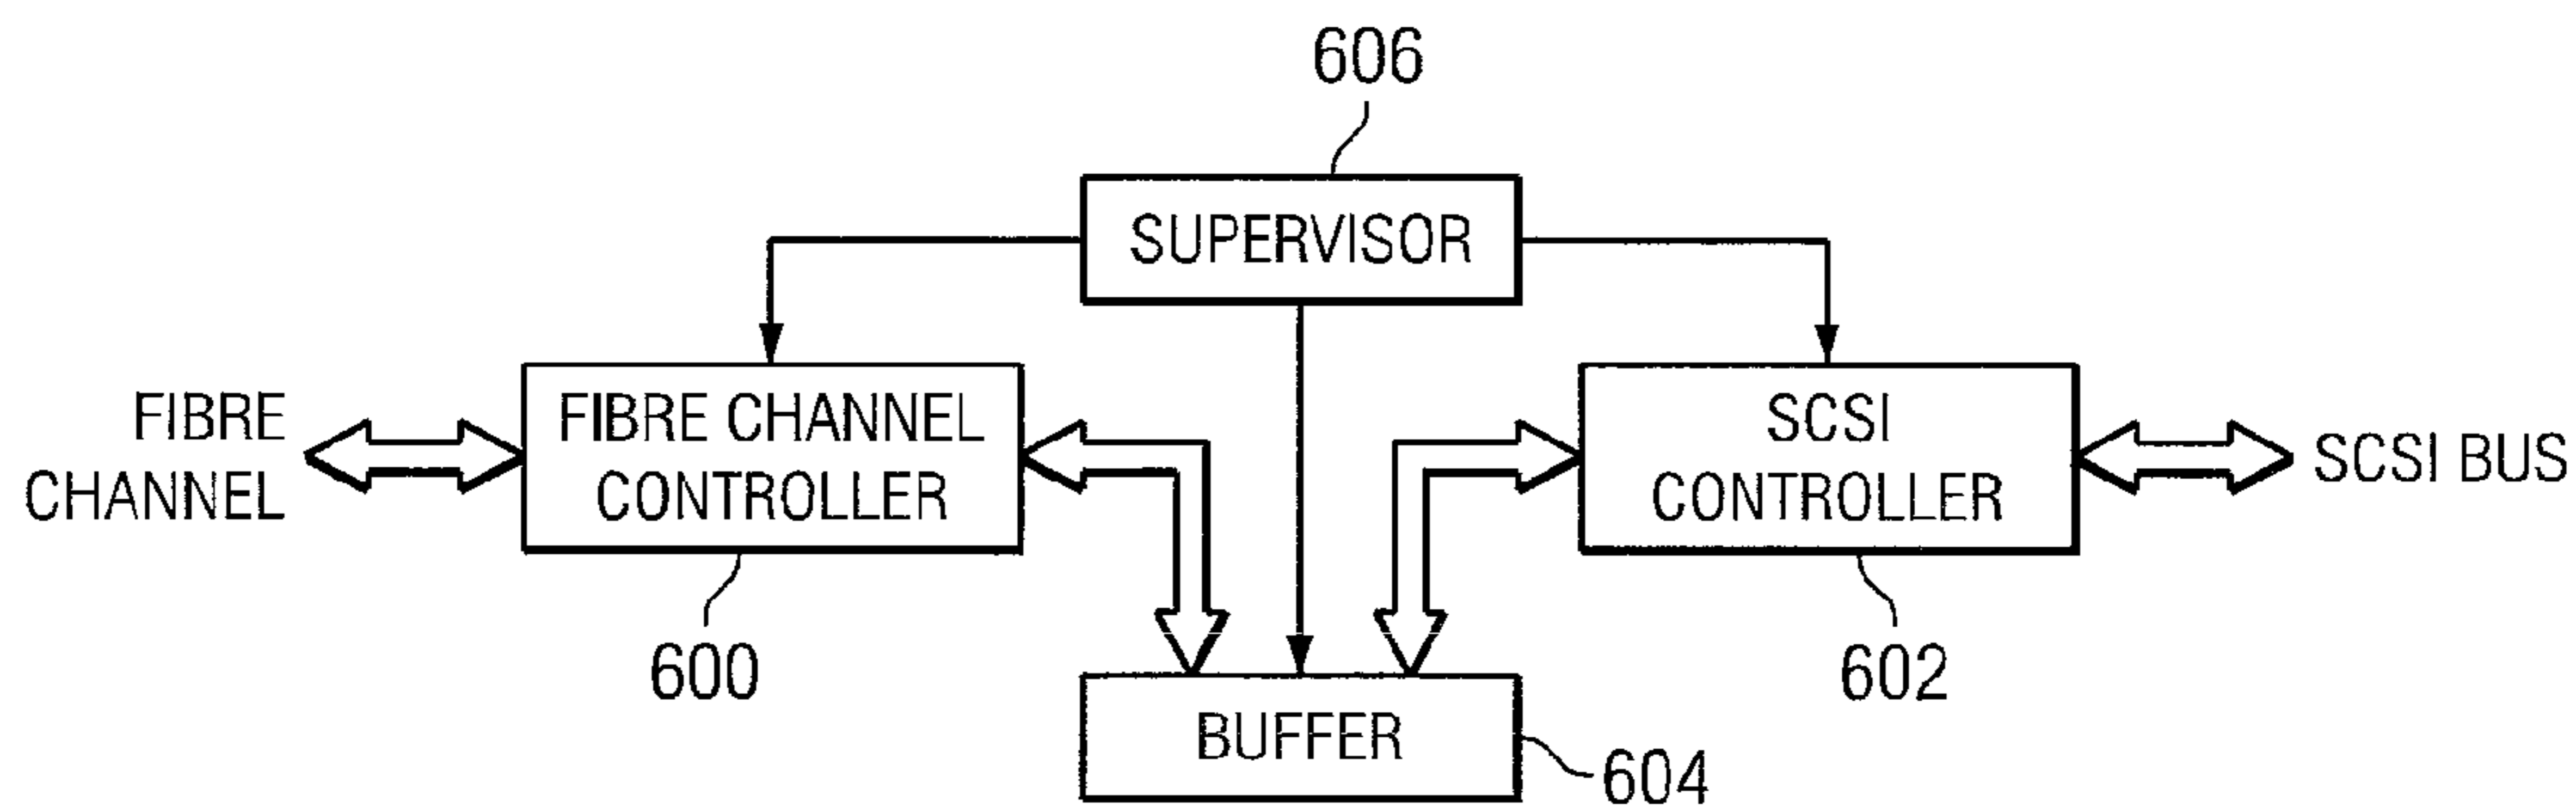 606
SUPERVISOR
FIBRE
CHANNEL
FIBRE CHANNEL
CONTROLLER
SCSI
CONTROLLER
SCSI BUS
600
602
BUFFER
604